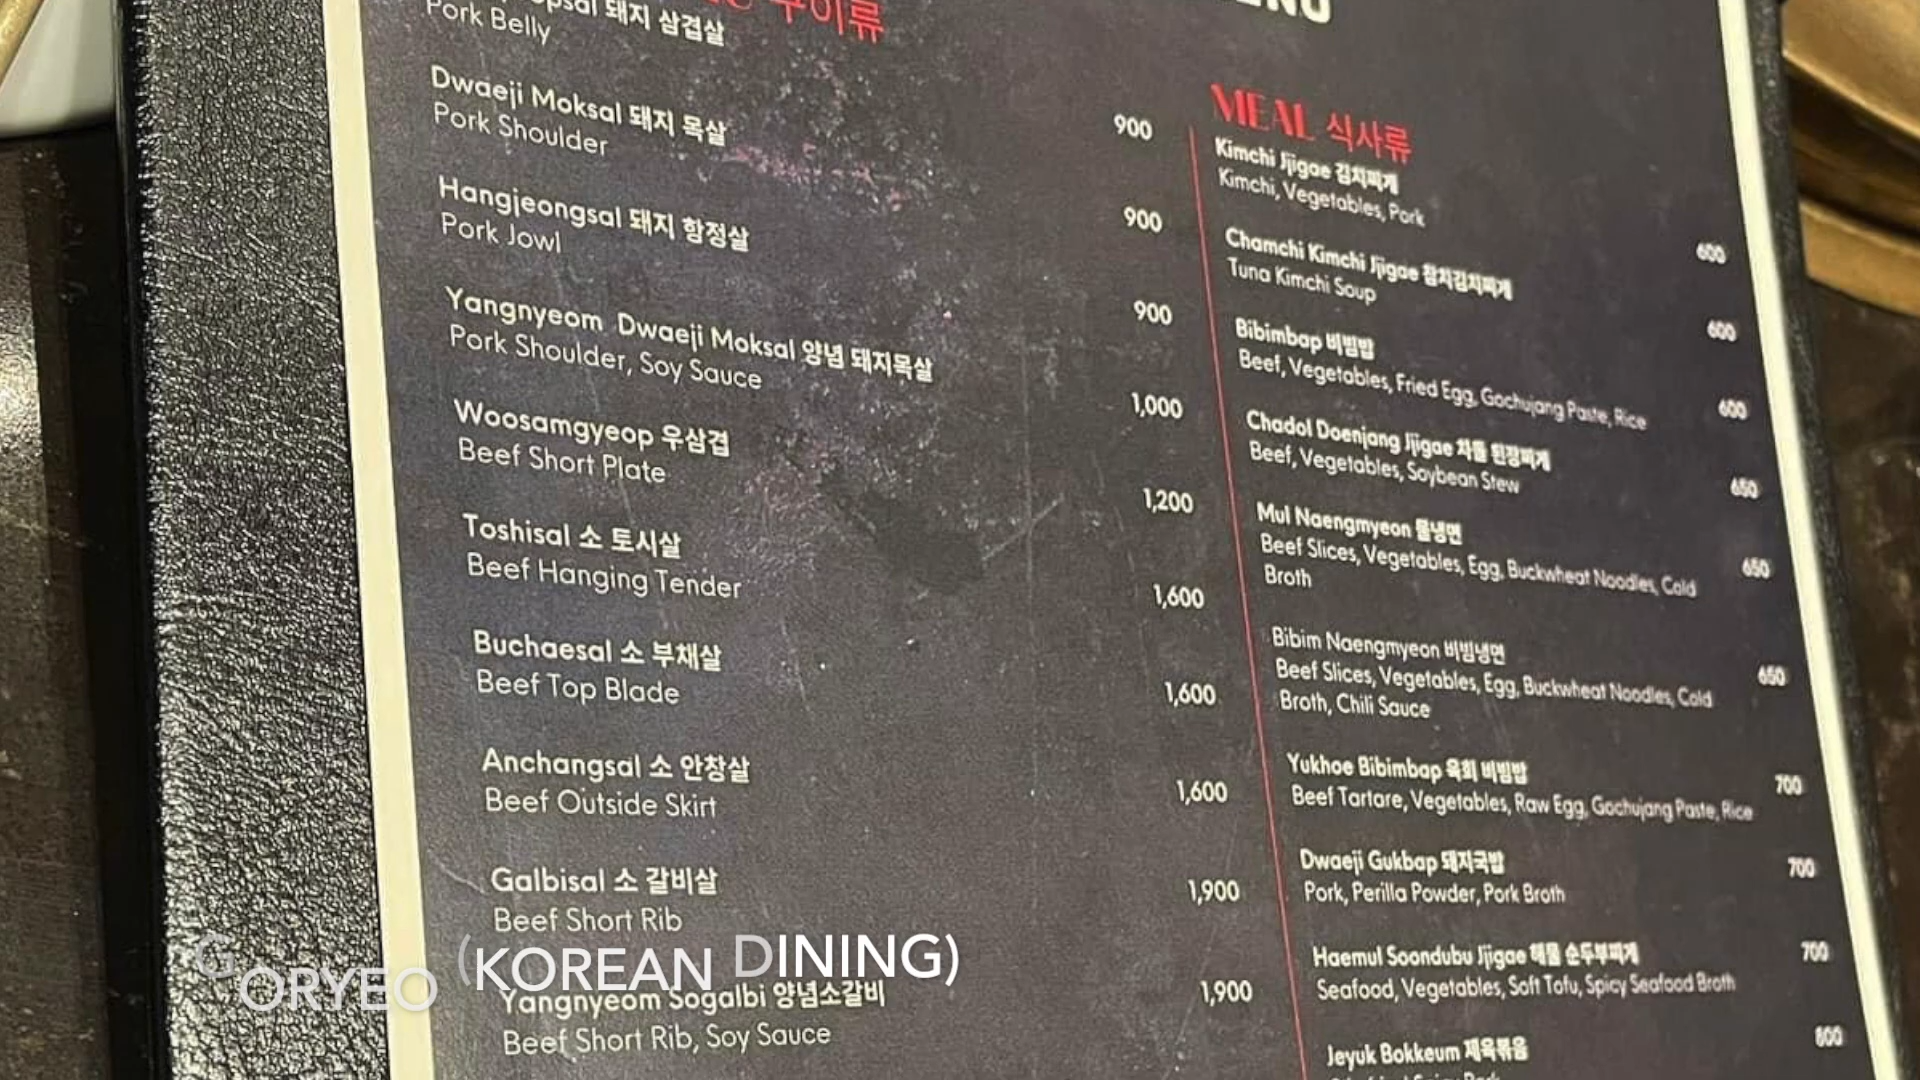 구이류
돼지 삼겹살
Pork Belly
Dwaeji Moksal 돼지 목살
Pork Shoulder
900
Hangjeongsal 돼지 항정살
Pork Jowl
900
Yangnyeom Dwaeji Moksal 양념 돼지목살
Pork Shoulder, Soy Sauce
900
Woosamgyeop 우삼겹
Beef Short Plate
1,000
Toshisal 소 토시살
Beef Hanging Tender
1,200
Buchaesal 소 부채살
Beef Top Blade
1,600
Anchangsal 소 안창살
Beef Outside Skirt
1,600
Galbisal 소 갈비살
Beef Short Rib
1,600
Yangnyeom Sogalbi 양념소갈비
Beef Short Rib, Soy Sauce
1,900
1,900
MEAL 식사류
Kimchi Jjigae 김치찌개
Kimchi, Vegetables, Pork
600
Chamchi Kimchi Jjigae 참치김치찌개
Tuna Kimchi Soup
600
Bibimbap 비빔밥
Beef, Vegetables, Fried Egg, Gochujang Paste, Rice
600
Chadol Doenjang Jjigae 차돌 된장찌개
Beef, Vegetables, Soybean Stew
650
Mul Naengmyeon 물냉면
Beef Slices, Vegetables, Egg, Buckwheat Noodles, Cold
Broth
650
Bibim Naengmyeon 비빔냉면
Beef Slices, Vegetables, Egg, Buckwheat Noodles, Cold
Broth, Chili Sauce
650
Yukhoe Bibimbap 육회 비빔밥
Beef Tartare, Vegetables, Raw Egg, Gochujang Paste, Rice
700
Dwaeji Gukbap 돼지국밥
Pork, Perilla Powder, Pork Broth
700
Haemul Soondubu Jjigae 해물 순두부찌개
Seafood, Vegetables, Soft Tofu, Spicy Seafood Broth
700
Jeyuk Bokkeum 제육볶음
800
GORYEO (KOREAN DINING)